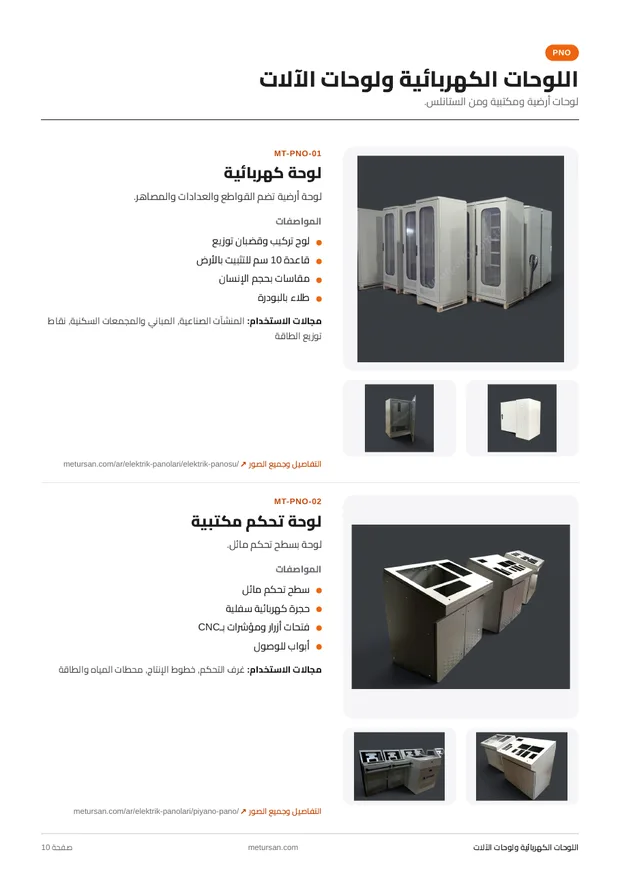 PNO
اللوحات الكهربائية ولوحات الآلات
لوحات أرضية ومكتبية ومن الستانلس.
MT-PNO-01
لوحة كهربائية
لوحة أرضية تضم القواطع والعدادات والمصاهر.
المواصفات
لوح تركيب وقضبان توزيع
قاعدة 10 سم للتثبيت بالأرض
مقاسات بحجم الإنسان
طلاء بالبودرة
مجالات الاستخدام: المنشآت الصناعية, المباني والمجمعات السكنية, نقاط
توزيع الطاقة
التفاصيل وجميع الصور ↗ metursan.com/ar/elektrik-panolari/elektrik-panosu/
MT-PNO-02
لوحة تحكم مكتبية
لوحة بسطح تحكم مائل.
المواصفات
سطح تحكم مائل
حجرة كهربائية سفلية
فتحات أزرار ومؤشرات بـCNC
أبواب للوصول
مجالات الاستخدام: غرف التحكم, خطوط الإنتاج, محطات المياه والطاقة
التفاصيل وجميع الصور ↗ metursan.com/ar/elektrik-panolari/piyano-pano/
اللوحات الكهربائية ولوحات الآلات
metursan.com
صفحة 10